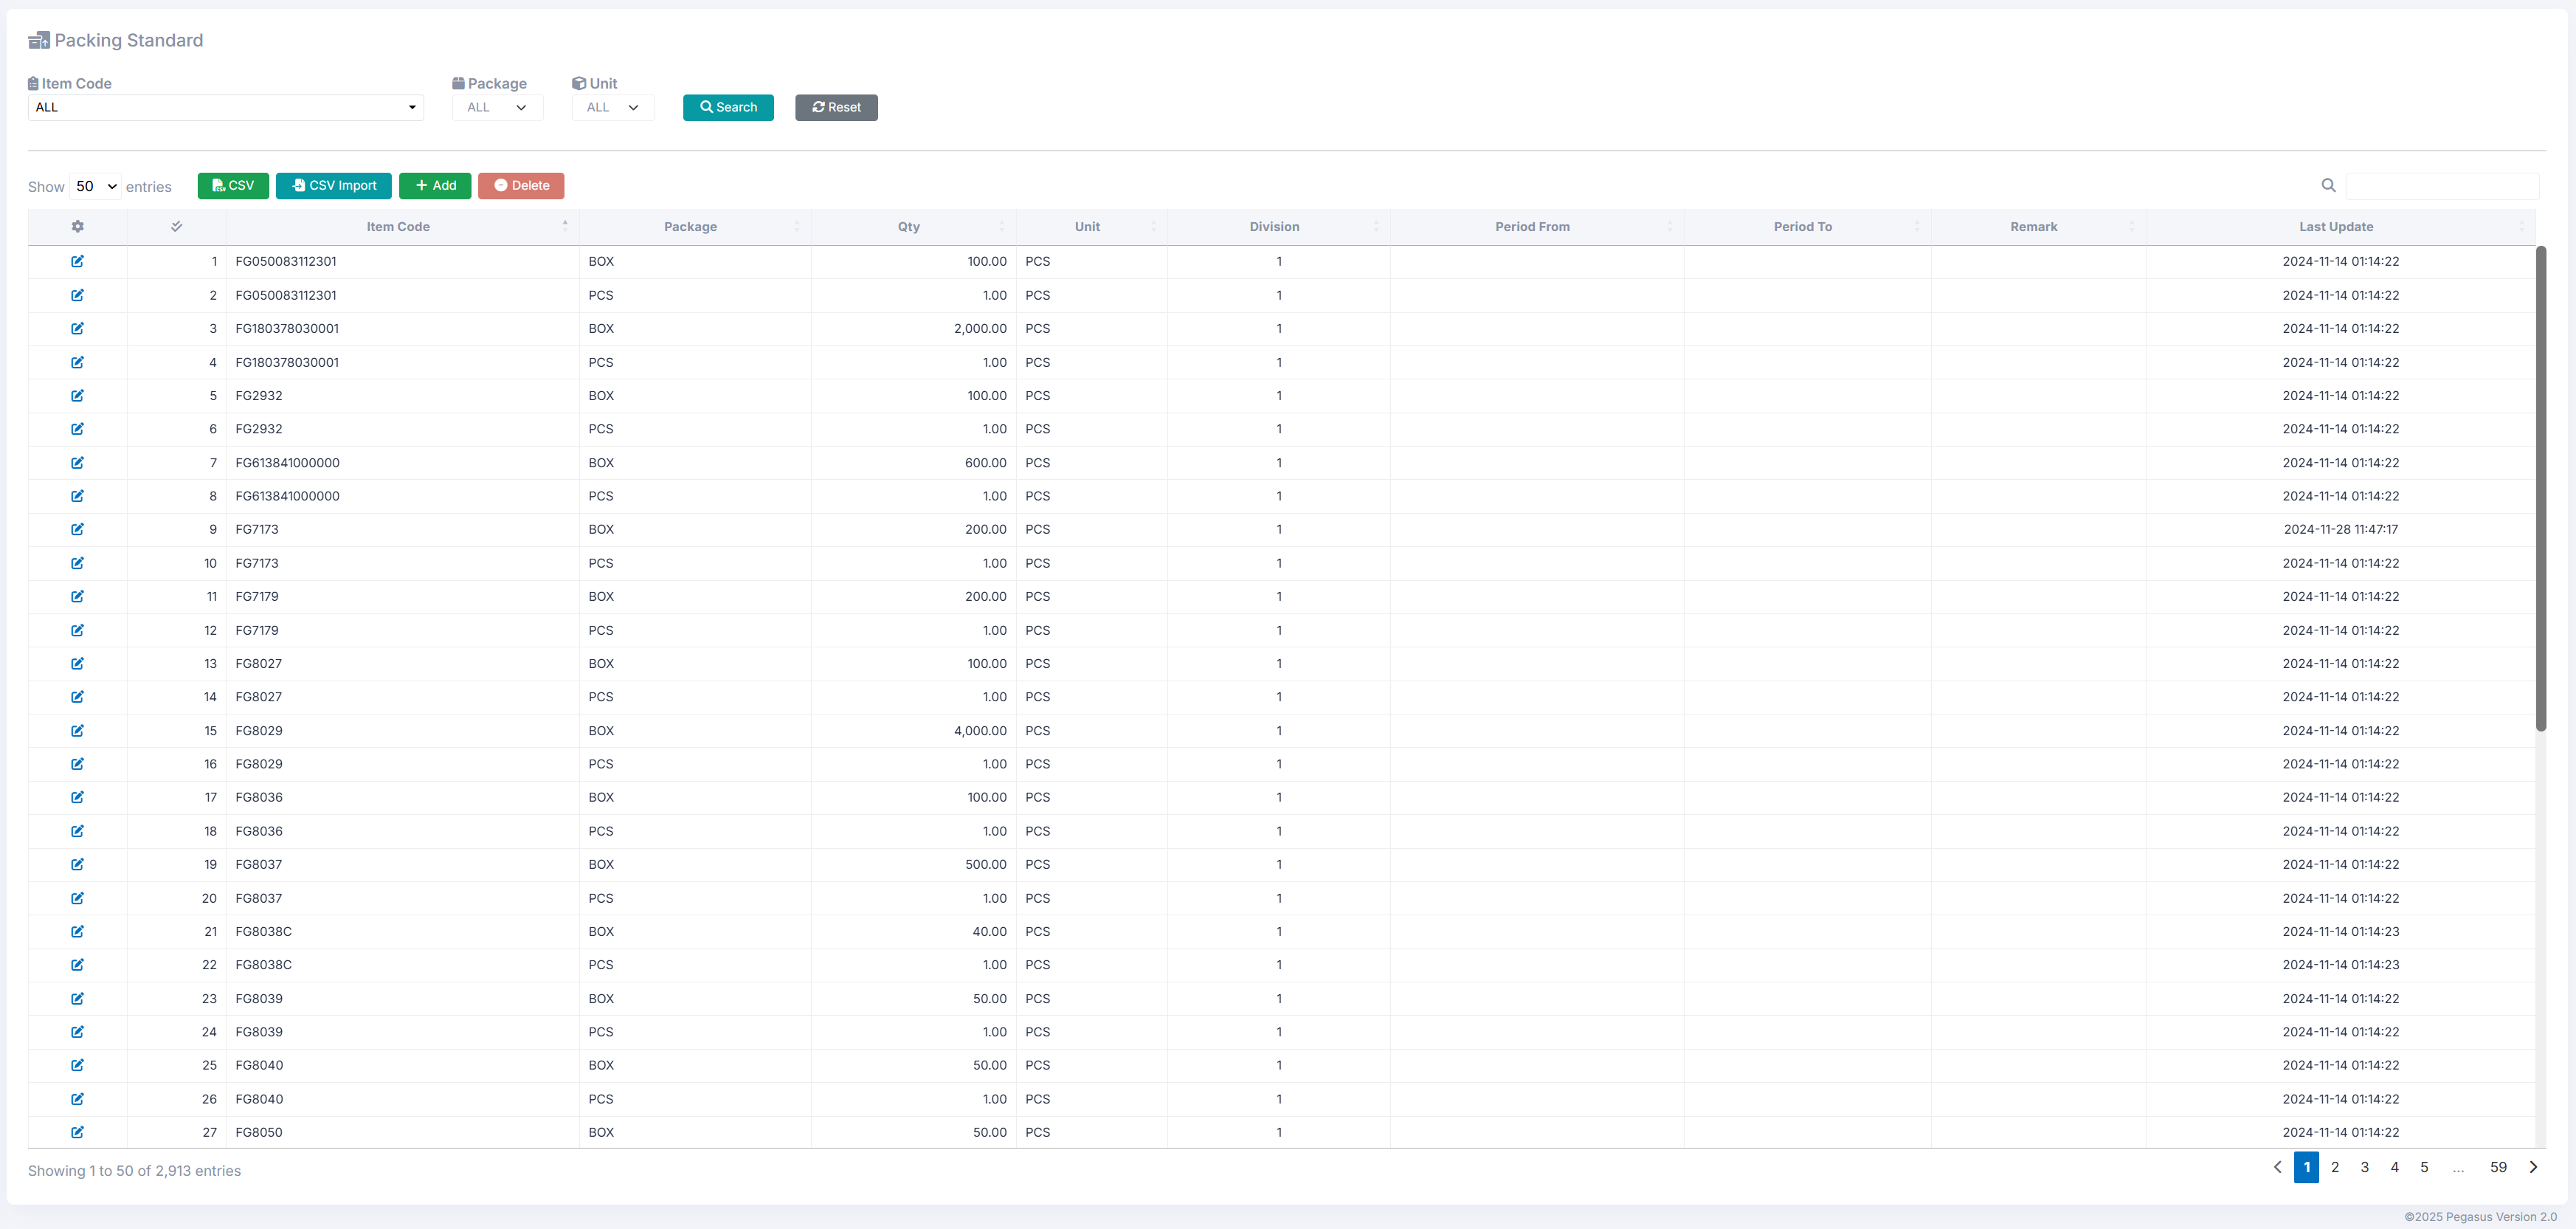 Packing Standard
Item Code Package Unit
ALL ALL ALL Search Reset
Show 50 entries CSV CSV Import Add Delete
Item Code Package Qty Unit Division Period From Period To Remark Last Update
1 FG050083112301 BOX 100.00 PCS 1 2024-11-14 01:14:22
2 FG050083112301 PCS 1.00 PCS 1 2024-11-14 01:14:22
3 FG180378030001 BOX 2,000.00 PCS 1 2024-11-14 01:14:22
4 FG180378030001 PCS 1.00 PCS 1 2024-11-14 01:14:22
5 FG2932 BOX 100.00 PCS 1 2024-11-14 01:14:22
6 FG2932 PCS 1.00 PCS 1 2024-11-14 01:14:22
7 FG613841000000 BOX 600.00 PCS 1 2024-11-14 01:14:22
8 FG613841000000 PCS 1.00 PCS 1 2024-11-14 01:14:22
9 FG7173 BOX 200.00 PCS 1 2024-11-28 11:47:17
10 FG7173 PCS 1.00 PCS 1 2024-11-14 01:14:22
11 FG7179 BOX 200.00 PCS 1 2024-11-14 01:14:22
12 FG7179 PCS 1.00 PCS 1 2024-11-14 01:14:22
13 FG8027 BOX 100.00 PCS 1 2024-11-14 01:14:22
14 FG8027 PCS 1.00 PCS 1 2024-11-14 01:14:22
15 FG8029 BOX 4,000.00 PCS 1 2024-11-14 01:14:22
16 FG8029 PCS 1.00 PCS 1 2024-11-14 01:14:22
17 FG8036 BOX 100.00 PCS 1 2024-11-14 01:14:22
18 FG8036 PCS 1.00 PCS 1 2024-11-14 01:14:22
19 FG8037 BOX 500.00 PCS 1 2024-11-14 01:14:22
20 FG8037 PCS 1.00 PCS 1 2024-11-14 01:14:22
21 FG8038C BOX 40.00 PCS 1 2024-11-14 01:14:23
22 FG8038C PCS 1.00 PCS 1 2024-11-14 01:14:23
23 FG8039 BOX 50.00 PCS 1 2024-11-14 01:14:22
24 FG8039 PCS 1.00 PCS 1 2024-11-14 01:14:22
25 FG8040 BOX 50.00 PCS 1 2024-11-14 01:14:22
26 FG8040 PCS 1.00 PCS 1 2024-11-14 01:14:22
27 FG8050 BOX 50.00 PCS 1 2024-11-14 01:14:22
Showing 1 to 50 of 2,913 entries 1 2 3 4 5 ... 59
©2025 Pegasus Version 2.0